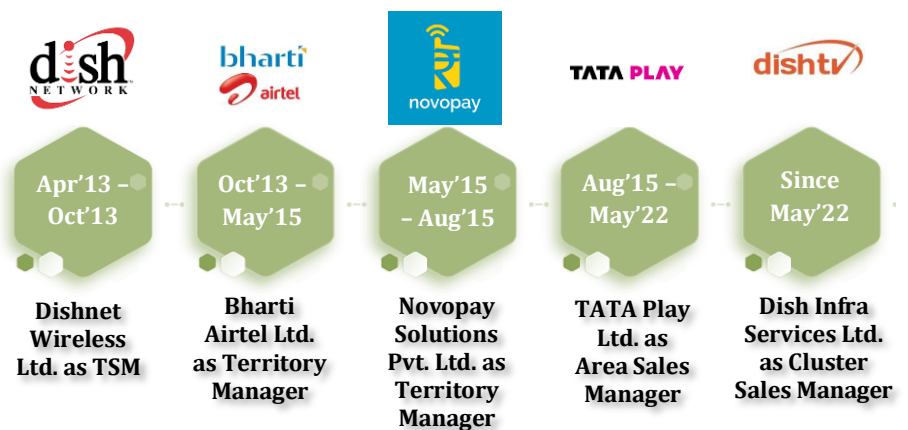 dish
NETWORK
bharti
airtel
novopay
TATA PLAY
dishtv
Apr’13 –
Oct’13
Oct’13 –
May’15
May’15
– Aug’15
Aug’15 –
May’22
Since
May’22
Dishnet
Wireless
Ltd. as TSM
Bharti
Airtel Ltd.
as Territory
Manager
Novopay
Solutions
Pvt. Ltd. as
Territory
Manager
TATA Play
Ltd. as
Area Sales
Manager
Dish Infra
Services Ltd.
as Cluster
Sales Manager